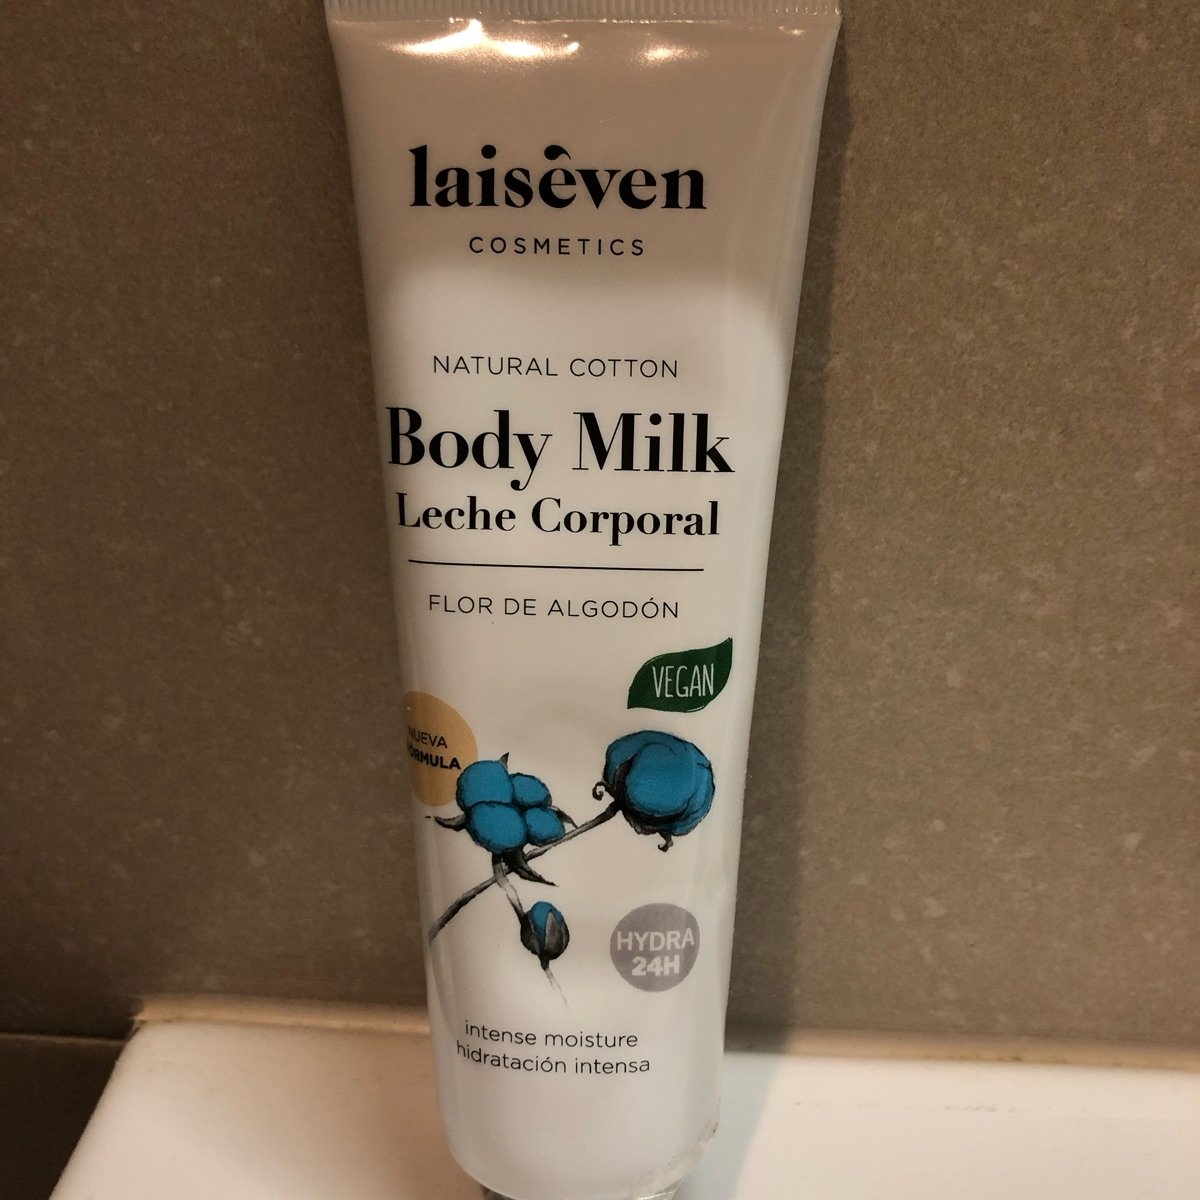 laisêven
COSMETICS
NATURAL COTTON
Body Milk
Leche Corporal
FLOR DE ALGODÓN
VEGAN
NUEVA
FÓRMULA
HYDRA
24H
intense moisture
hidratación intensa